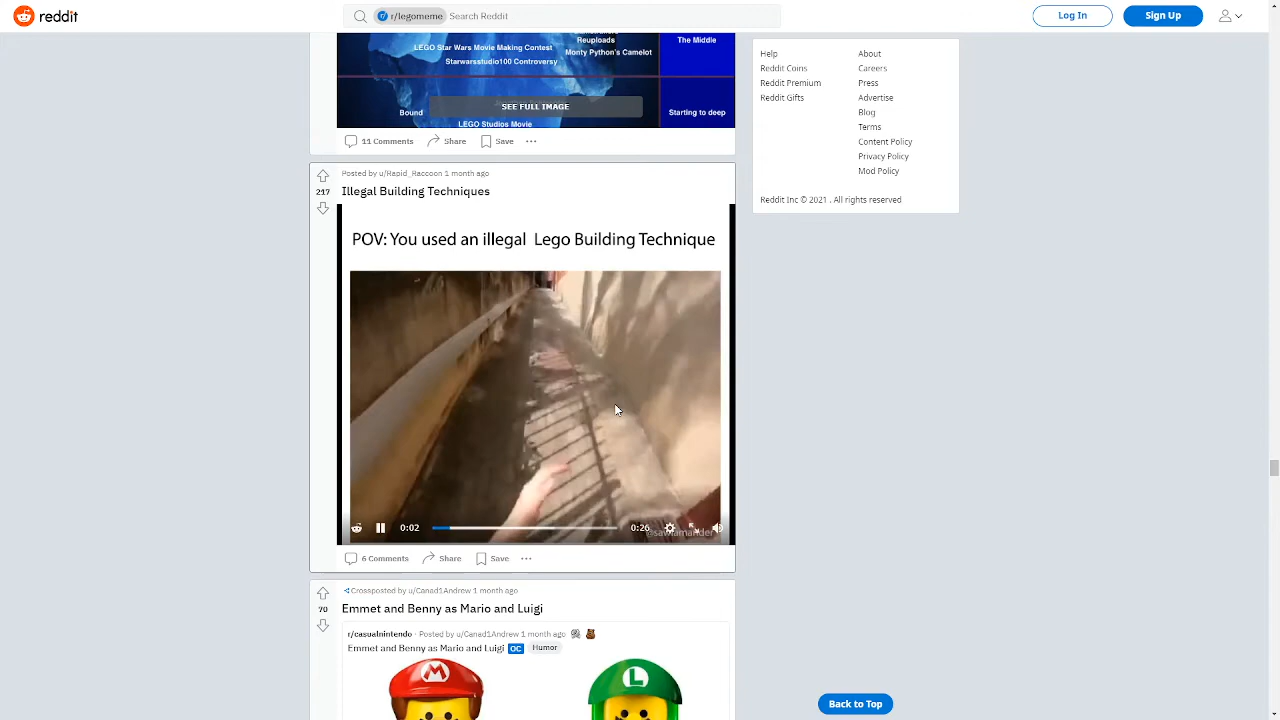 reddit
r/legomeme
Search Reddit
Log In
Sign Up
Reuploads
LEGO Star Wars Movie Making Contest
Monty Python's Camelot
Starwarsstudio100 Controversy
The Middle
Bound
SEE FULL IMAGE
Starting to deep
LEGO Studios Movie
11 Comments
Share
Save
Posted by u/Rapid_Raccoon 1 month ago
217
Illegal Building Techniques
POV: You used an illegal Lego Building Technique
0:02
0:26
@sawlamander
6 Comments
Share
Save
Crossposted by u/Canad1Andrew 1 month ago
70
Emmet and Benny as Mario and Luigi
r/casualnintendo · Posted by u/Canad1Andrew 1 month ago
Emmet and Benny as Mario and Luigi OC Humor
M
L
Help
About
Reddit Coins
Careers
Reddit Premium
Press
Reddit Gifts
Advertise
Blog
Terms
Content Policy
Privacy Policy
Mod Policy
Reddit Inc © 2021 . All rights reserved
Back to Top